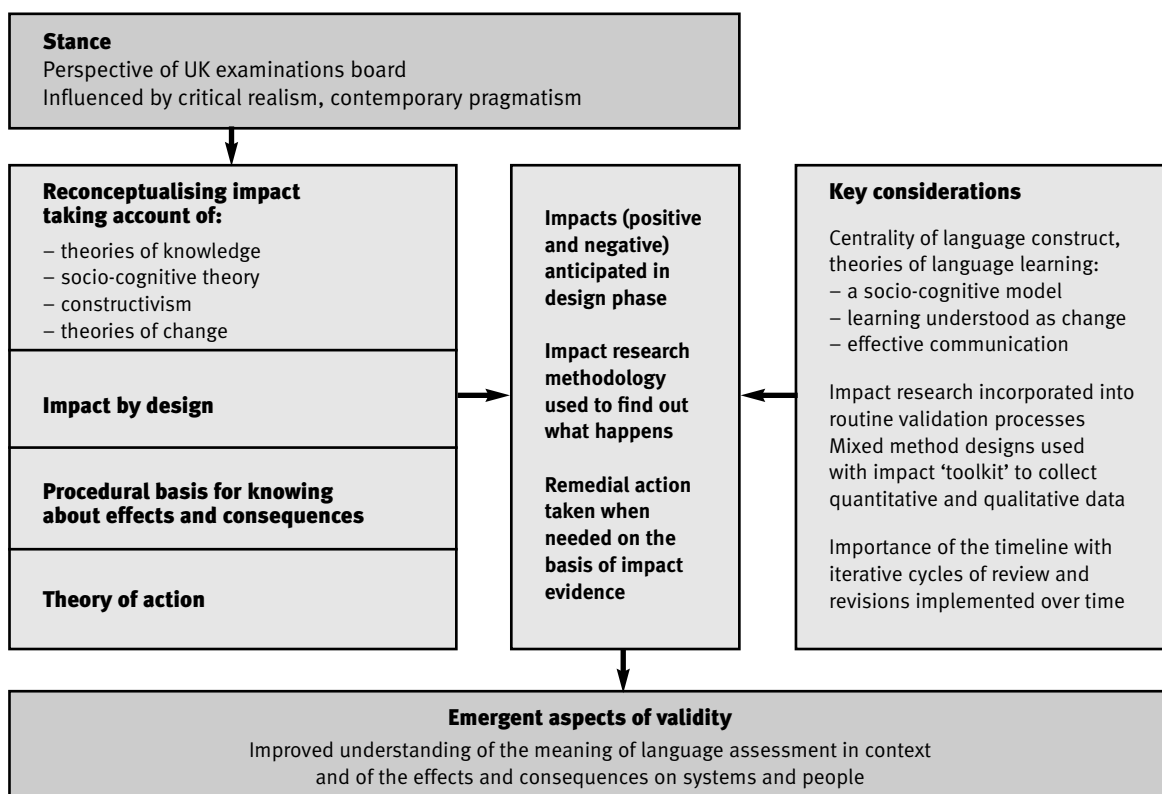 Stance
Perspective of UK examinations board
Influenced by critical realism, contemporary pragmatism
Reconceptualising impact
taking account of:
– theories of knowledge
– socio-cognitive theory
– constructivism
– theories of change
Impact by design
Procedural basis for knowing
about effects and consequences
Theory of action
Impacts (positive
and negative)
anticipated in
design phase
Impact research
methodology
used to find out
what happens
Remedial action
taken when
needed on the
basis of impact
evidence
Key considerations
Centrality of language construct,
theories of language learning:
– a socio-cognitive model
– learning understood as change
– effective communication
Impact research incorporated into
routine validation processes
Mixed method designs used
with impact ‘toolkit’ to collect
quantitative and qualitative data
Importance of the timeline with
iterative cycles of review and
revisions implemented over time
Emergent aspects of validity
Improved understanding of the meaning of language assessment in context
and of the effects and consequences on systems and people